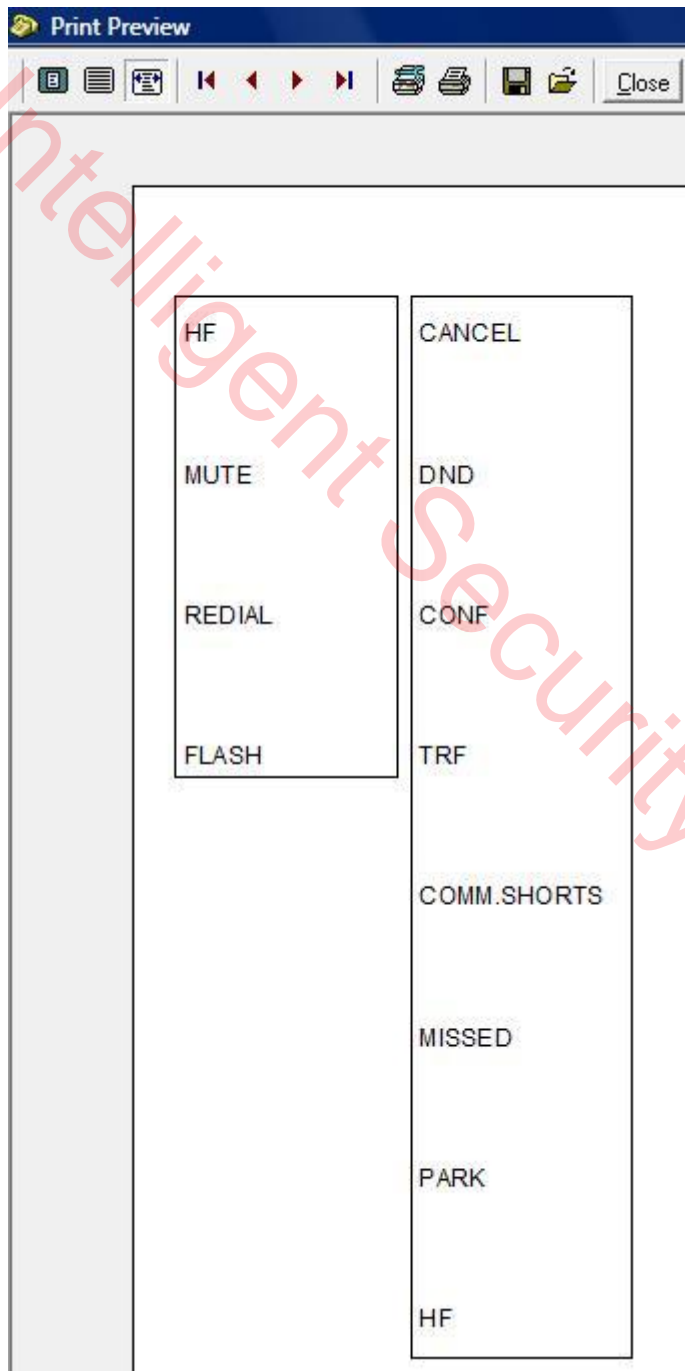 Print Preview
Close
HF
MUTE
REDIAL
FLASH
CANCEL
DND
CONF
TRF
COMM.SHORTS
MISSED
PARK
HF
Intelligent Security